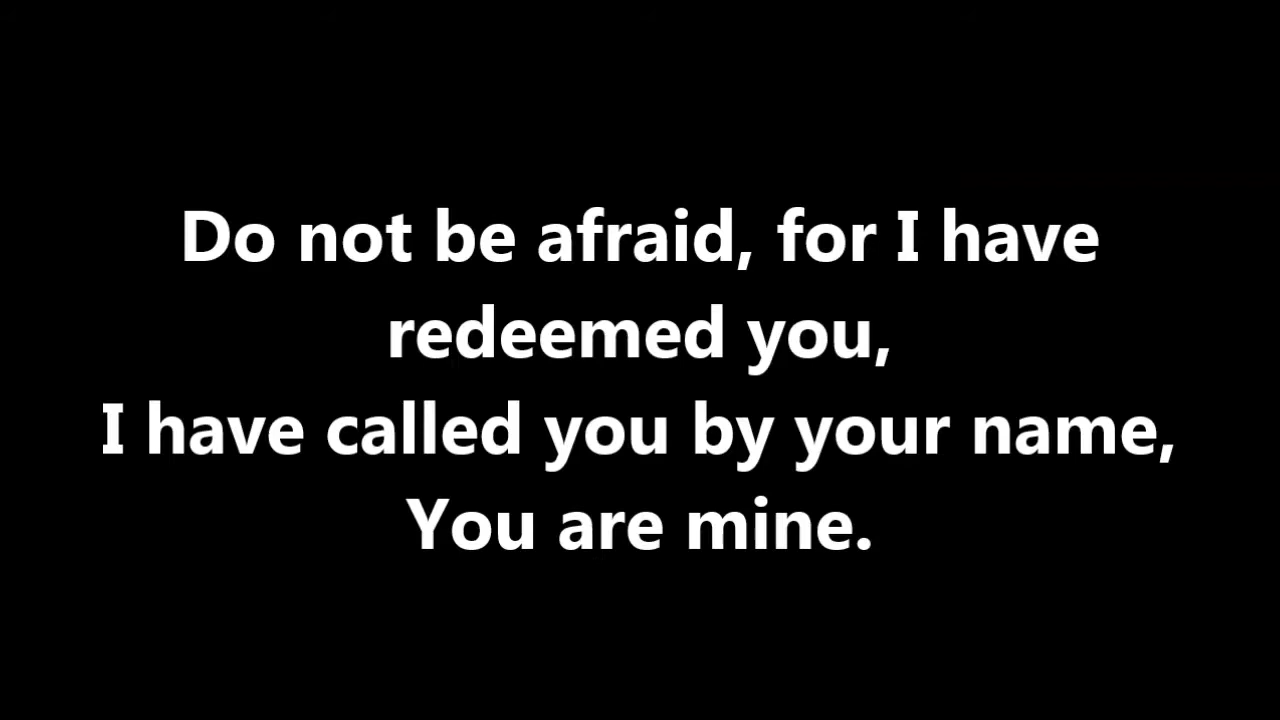 Do not be afraid, for I have
redeemed you,
I have called you by your name,
You are mine.